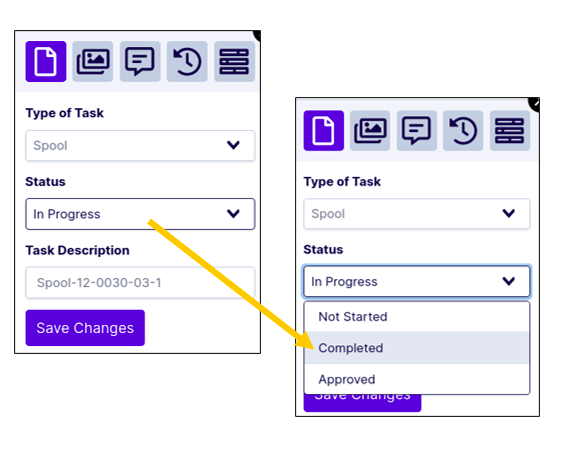 Type of Task
Spool
Status
In Progress
Task Description
Spool-12-0030-03-1
Save Changes
Type of Task
Spool
Status
In Progress
Not Started
Completed
Approved
Save Changes